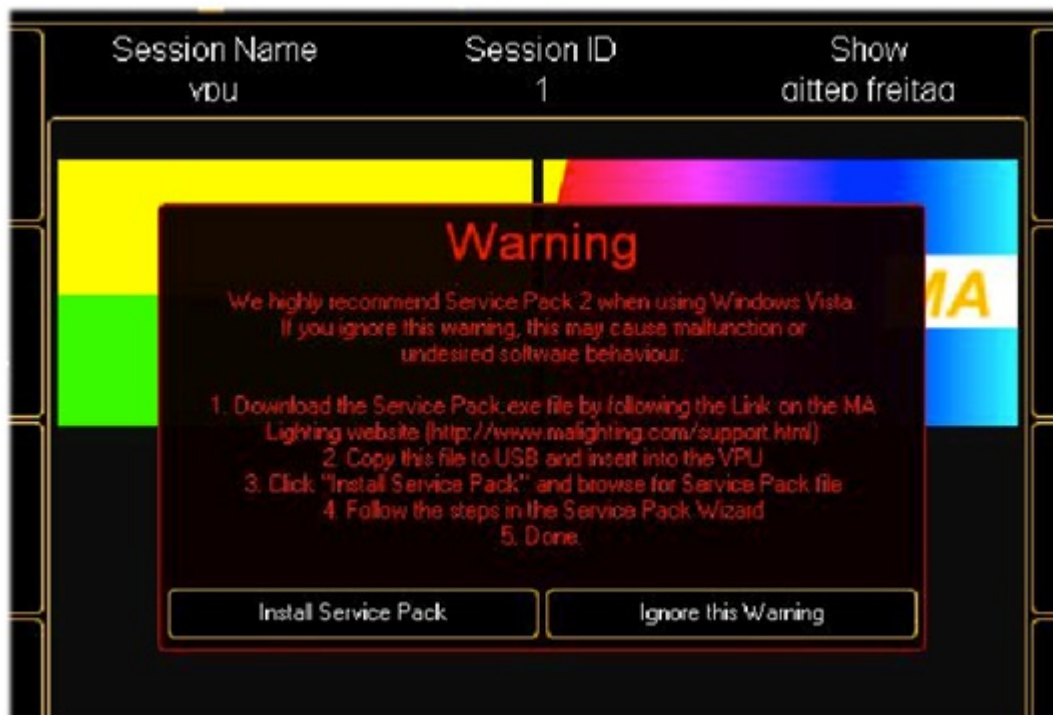 Session Name Session ID Show
vpu 1 gittep freitag
Warning
We highly recommend Service Pack 2 when using Windows Vista.
If you ignore this warning, this may cause malfunction or
undesired software behaviour.
1. Download the Service Pack.exe file by following the Link on the MA
Lighting website (http://www.malighting.com/support.html)
2. Copy this file to USB and insert into the VPU
3. Click "Install Service Pack" and browse for Service Pack file
4. Follow the steps in the Service Pack Wizard
5. Done.
Install Service Pack Ignore this Warning
MA